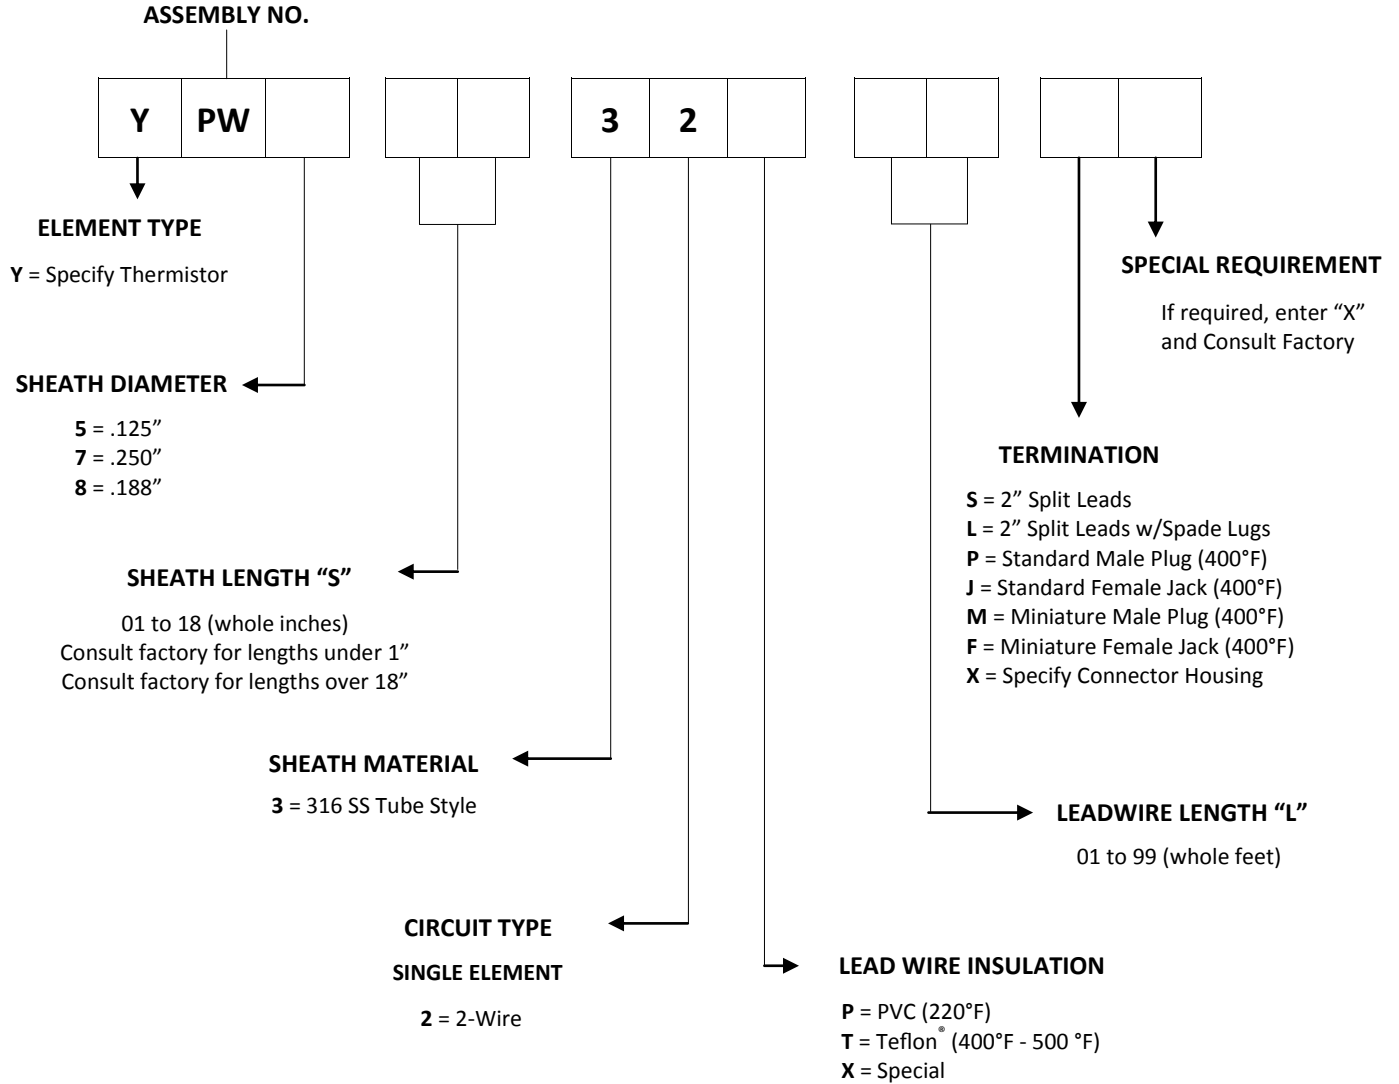 ASSEMBLY NO.
Y PW 3 2
ELEMENT TYPE
Y = Specify Thermistor
SPECIAL REQUIREMENT
If required, enter “X”
and Consult Factory
SHEATH DIAMETER
5 = .125”
7 = .250”
8 = .188”
TERMINATION
S = 2” Split Leads
L = 2” Split Leads w/Spade Lugs
P = Standard Male Plug (400°F)
J = Standard Female Jack (400°F)
M = Miniature Male Plug (400°F)
F = Miniature Female Jack (400°F)
X = Specify Connector Housing
SHEATH LENGTH “S”
01 to 18 (whole inches)
Consult factory for lengths under 1”
Consult factory for lengths over 18”
SHEATH MATERIAL
3 = 316 SS Tube Style
LEADWIRE LENGTH “L”
01 to 99 (whole feet)
CIRCUIT TYPE
SINGLE ELEMENT
2 = 2-Wire
LEAD WIRE INSULATION
P = PVC (220°F)
T = Teflon® (400°F - 500 °F)
X = Special